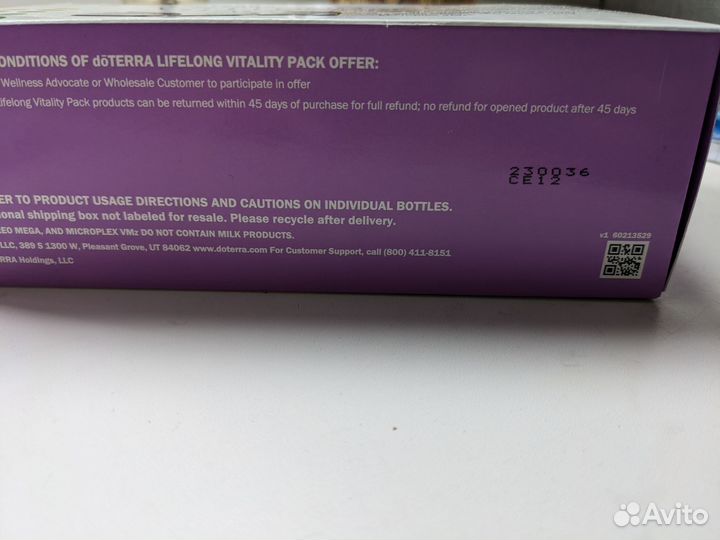 ONDITIONS OF dōTERRA LIFELONG VITALITY PACK OFFER:
Wellness Advocate or Wholesale Customer to participate in offer
ifelong Vitality Pack products can be returned within 45 days of purchase for full refund; no refund for opened product after 45 days
230036
CE12
ER TO PRODUCT USAGE DIRECTIONS AND CAUTIONS ON INDIVIDUAL BOTTLES.
ional shipping box not labeled for resale. Please recycle after delivery.
EO MEGA, AND MICROPLEX VMz DO NOT CONTAIN MILK PRODUCTS.
LLC, 389 S 1300 W, Pleasant Grove, UT 84062 www.doterra.com For Customer Support, call (800) 411-8151
RRA Holdings, LLC
v1 60213529
Avito